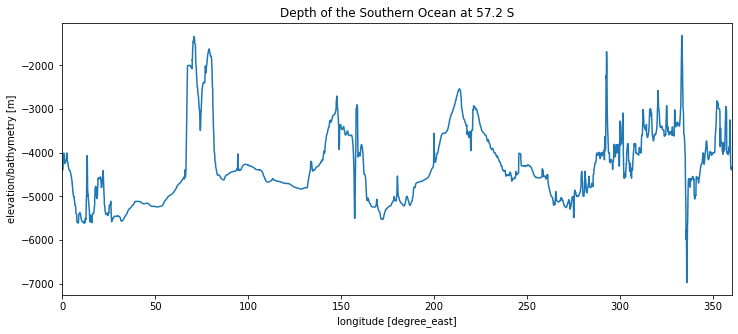 Depth of the Southern Ocean at 57.2 S
elevation/bathymetry [m]
−2000
−3000
−4000
−5000
−6000
−7000
0 50 100 150 200 250 300 350
longitude [degree_east]